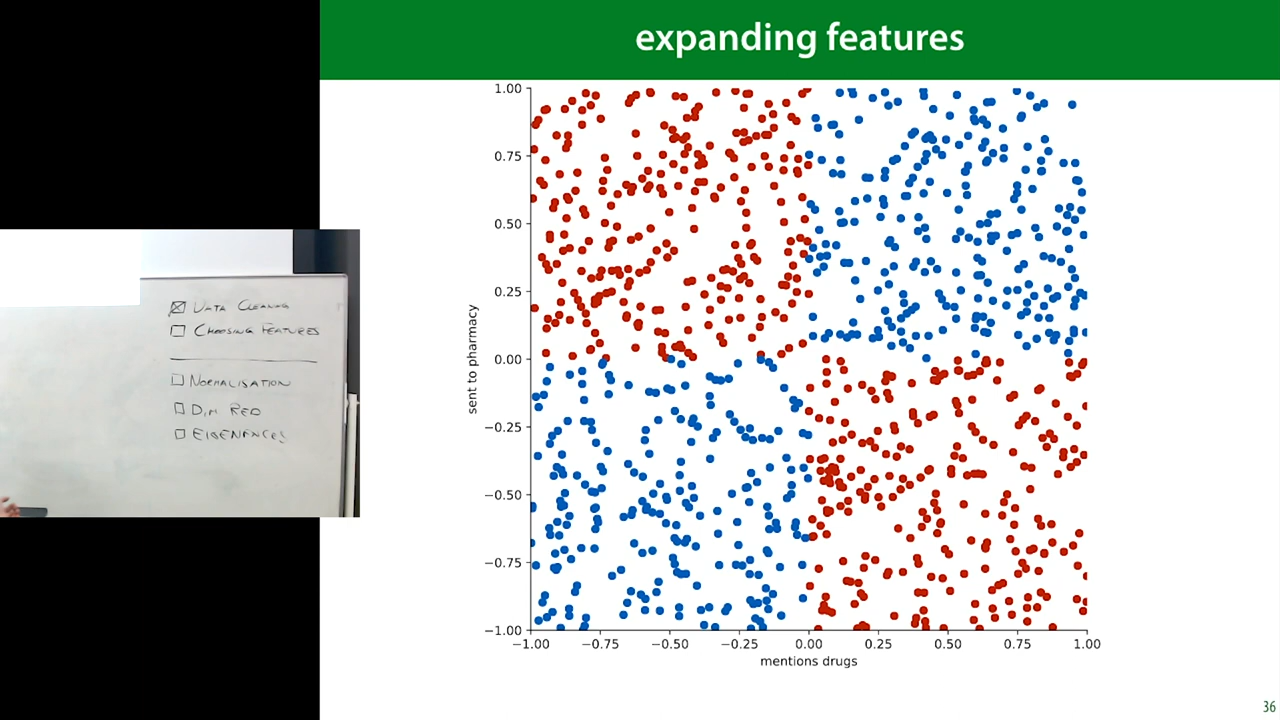 expanding features
DATA CLEANING
CHOOSING FEATURES
NORMALISATION
DIM RED
EIGENFACES
1.00
0.75
0.50
0.25
0.00
−0.25
−0.50
−0.75
−1.00
sent to pharmacy
−1.00 −0.75 −0.50 −0.25 0.00 0.25 0.50 0.75 1.00
mentions drugs
36